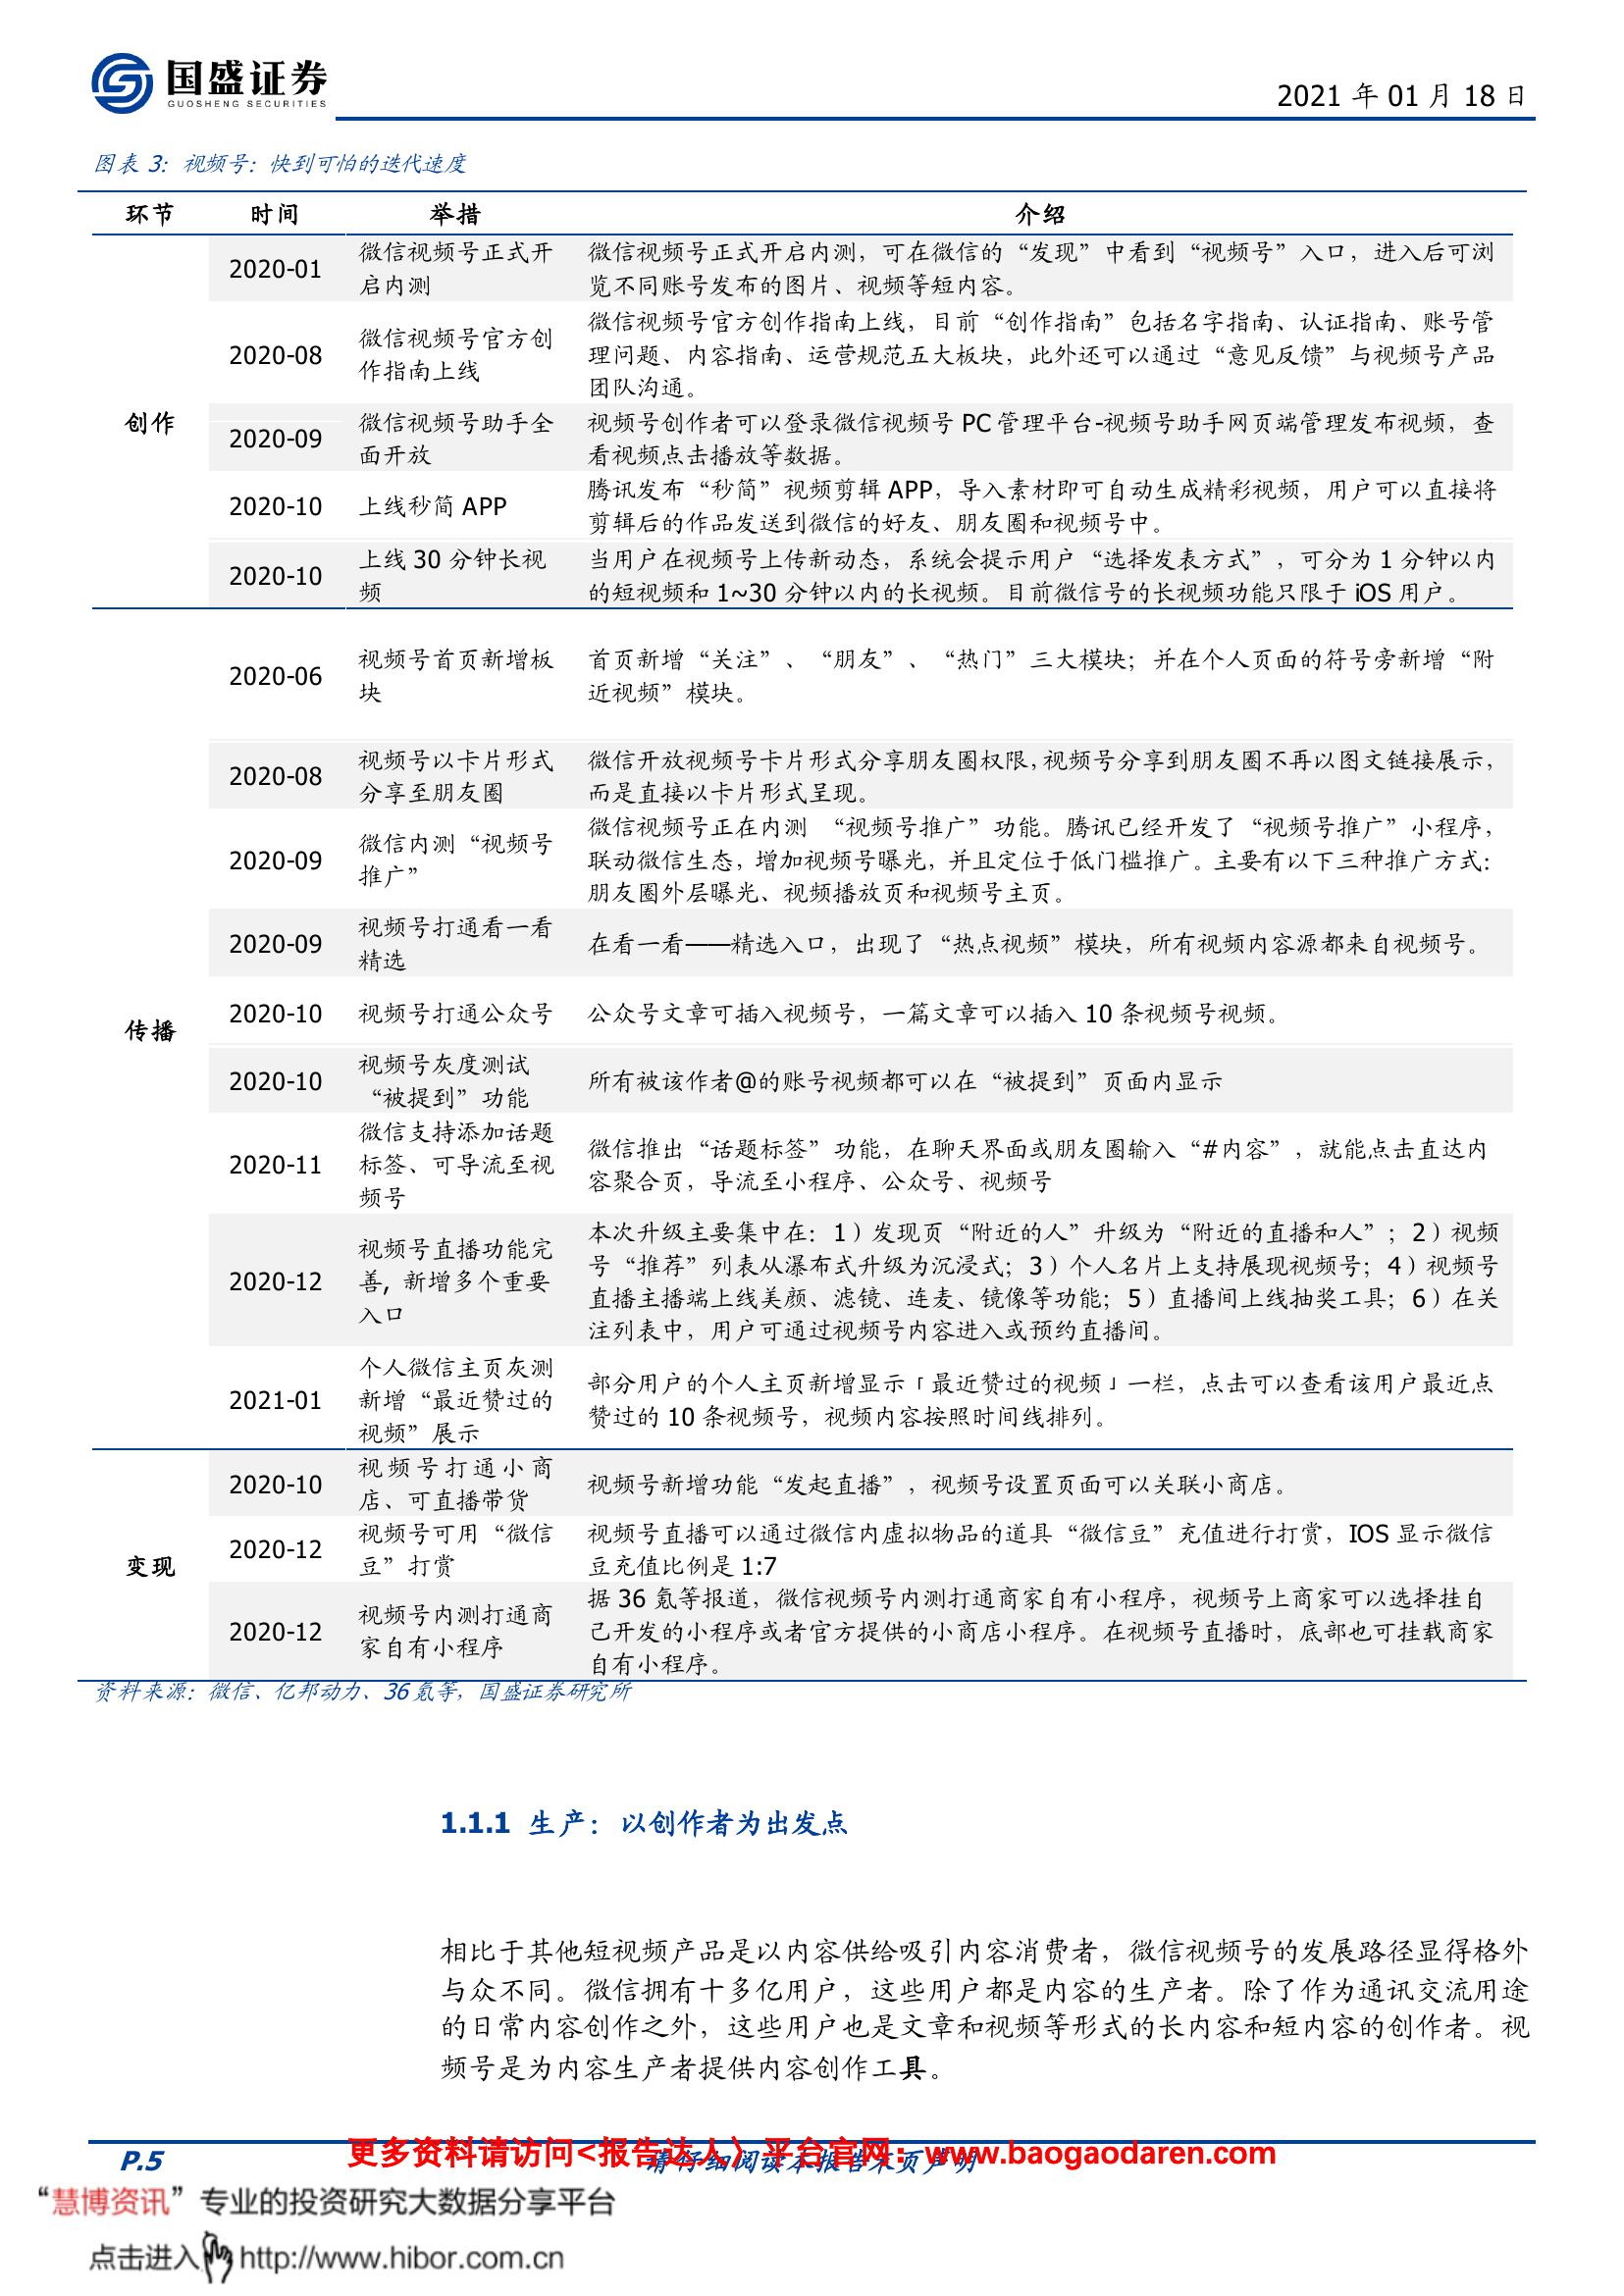 国盛证券
GUOSHENG SECURITIES
2021 年 01 月 18 日
图表 3：视频号：快到可怕的迭代速度
环节 时间 举措 介绍
创作
2020-01
微信视频号正式开
启内测
微信视频号正式开启内测，可在微信的“发现”中看到“视频号”入口，进入后可浏
览不同账号发布的图片、视频等短内容。
2020-08
微信视频号官方创
作指南上线
微信视频号官方创作指南上线，目前“创作指南”包括名字指南、认证指南、账号管
理问题、内容指南、运营规范五大板块，此外还可以通过“意见反馈”与视频号产品
团队沟通。
2020-09
微信视频号助手全
面开放
视频号创作者可以登录微信视频号 PC 管理平台-视频号助手网页端管理发布视频，查
看视频点击播放等数据。
2020-10
上线秒简 APP
腾讯发布“秒简”视频剪辑 APP，导入素材即可自动生成精彩视频，用户可以直接将
剪辑后的作品发送到微信的好友、朋友圈和视频号中。
2020-10
上线 30 分钟长视
频
当用户在视频号上传新动态，系统会提示用户“选择发表方式”，可分为 1 分钟以内
的短视频和 1~30 分钟以内的长视频。目前微信号的长视频功能只限于 iOS 用户。
传播
2020-06
视频号首页新增板
块
首页新增“关注”、“朋友”、“热门”三大模块；并在个人页面的符号旁新增“附
近视频”模块。
2020-08
视频号以卡片形式
分享至朋友圈
微信开放视频号卡片形式分享朋友圈权限，视频号分享到朋友圈不再以图文链接展示，
而是直接以卡片形式呈现。
2020-09
微信内测“视频号
推广”
微信视频号正在内测 “视频号推广”功能。腾讯已经开发了“视频号推广”小程序，
联动微信生态，增加视频号曝光，并且定位于低门槛推广。主要有以下三种推广方式：
朋友圈外层曝光、视频播放页和视频号主页。
2020-09
视频号打通看一看
精选
在看一看——精选入口，出现了“热点视频”模块，所有视频内容源都来自视频号。
2020-10
视频号打通公众号
公众号文章可插入视频号，一篇文章可以插入 10 条视频号视频。
2020-10
视频号灰度测试
“被提到”功能
所有被该作者@的账号视频都可以在“被提到”页面内显示
2020-11
微信支持添加话题
标签、可导流至视
频号
微信推出“话题标签”功能，在聊天界面或朋友圈输入“#内容”，就能点击直达内
容聚合页，导流至小程序、公众号、视频号
2020-12
视频号直播功能完
善，新增多个重要
入口
本次升级主要集中在：1）发现页“附近的人”升级为“附近的直播和人”；2）视频
号“推荐”列表从瀑布式升级为沉浸式；3）个人名片上支持展现视频号；4）视频号
直播主播端上线美颜、滤镜、连麦、镜像等功能；5）直播间上线抽奖工具；6）在关
注列表中，用户可通过视频号内容进入或预约直播间。
2021-01
个人微信主页灰测
新增“最近赞过的
视频”展示
部分用户的个人主页新增显示「最近赞过的视频」一栏，点击可以查看该用户最近点
赞过的 10 条视频号，视频内容按照时间线排列。
变现
2020-10
视频号打通小商
店、可直播带货
视频号新增功能“发起直播”，视频号设置页面可以关联小商店。
2020-12
视频号可用“微信
豆”打赏
视频号直播可以通过微信内虚拟物品的道具“微信豆”充值进行打赏，IOS 显示微信
豆充值比例是 1:7
2020-12
视频号内测打通商
家自有小程序
据 36 氪等报道，微信视频号内测打通商家自有小程序，视频号上商家可以选择挂自
己开发的小程序或者官方提供的小商店小程序。在视频号直播时，底部也可挂载商家
自有小程序。
资料来源：微信、亿邦动力、36 氪等，国盛证券研究所
1.1.1 生产：以创作者为出发点
相比于其他短视频产品是以内容供给吸引内容消费者，微信视频号的发展路径显得格外
与众不同。微信拥有十多亿用户，这些用户都是内容的生产者。除了作为通讯交流用途
的日常内容创作之外，这些用户也是文章和视频等形式的长内容和短内容的创作者。视
频号是为内容生产者提供内容创作工具。
更多资料请访问<报告达人》平台官网：www.baogaodaren.com
P.5 请仔细阅读本报告末页声明
“慧博资讯”专业的投资研究大数据分享平台
点击进入 http://www.hibor.com.cn